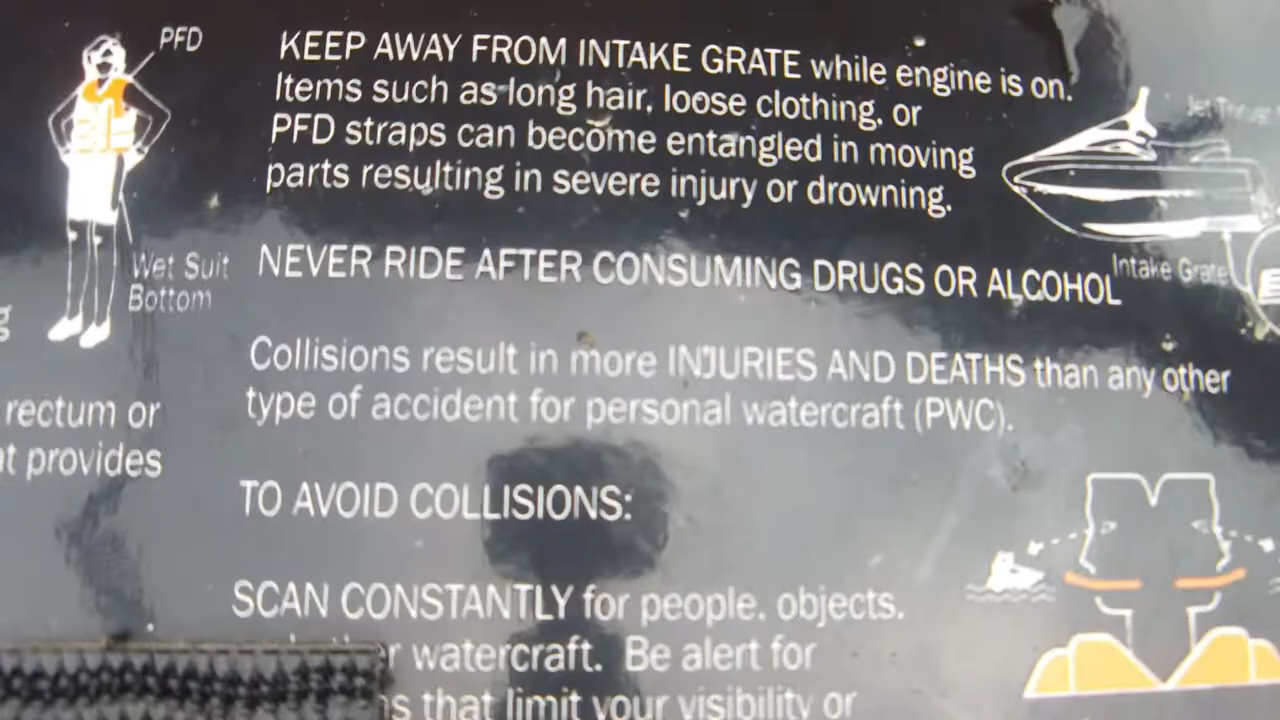 PFD
KEEP AWAY FROM INTAKE GRATE while engine is on.
Items such as long hair, loose clothing, or
PFD straps can become entangled in moving
parts resulting in severe injury or drowning.
Wet Suit
Bottom
NEVER RIDE AFTER CONSUMING DRUGS OR ALCOHOL
Intake Grate
Collisions result in more INJURIES AND DEATHS than any other
type of accident for personal watercraft (PWC).
rectum or
provides
TO AVOID COLLISIONS:
SCAN CONSTANTLY for people, objects,
watercraft. Be alert for
that limit your visibility or